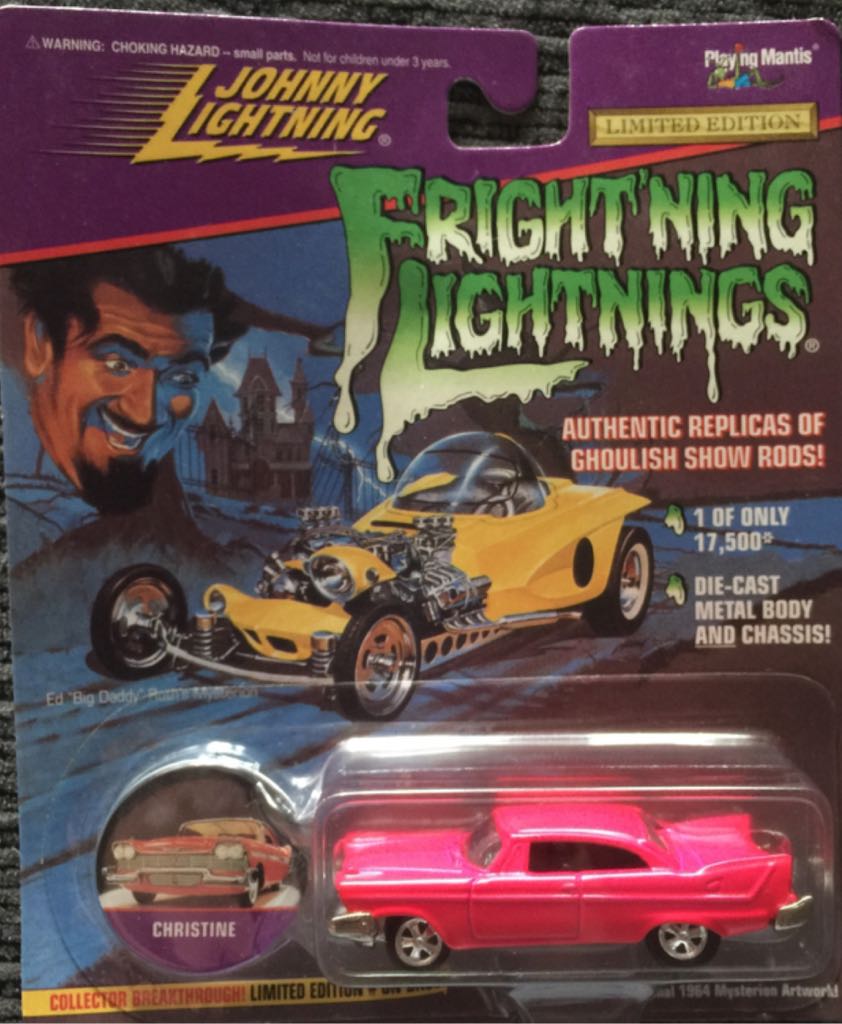 ⚠WARNING: CHOKING HAZARD -- small parts. Not for children under 3 years.
Playing Mantis®
JOHNNY
LIGHTNING®
LIMITED EDITION
FRIGHT'NING
LIGHTNINGS®
AUTHENTIC REPLICAS OF
GHOULISH SHOW RODS!
1 OF ONLY
17,500*
DIE-CAST
METAL BODY
AND CHASSIS!
Ed "Big Daddy" Roth's Mysterion
CHRISTINE
COLLECTOR BREAKTHROUGH! LIMITED EDITION # ON
1964 Mysterion Artwork